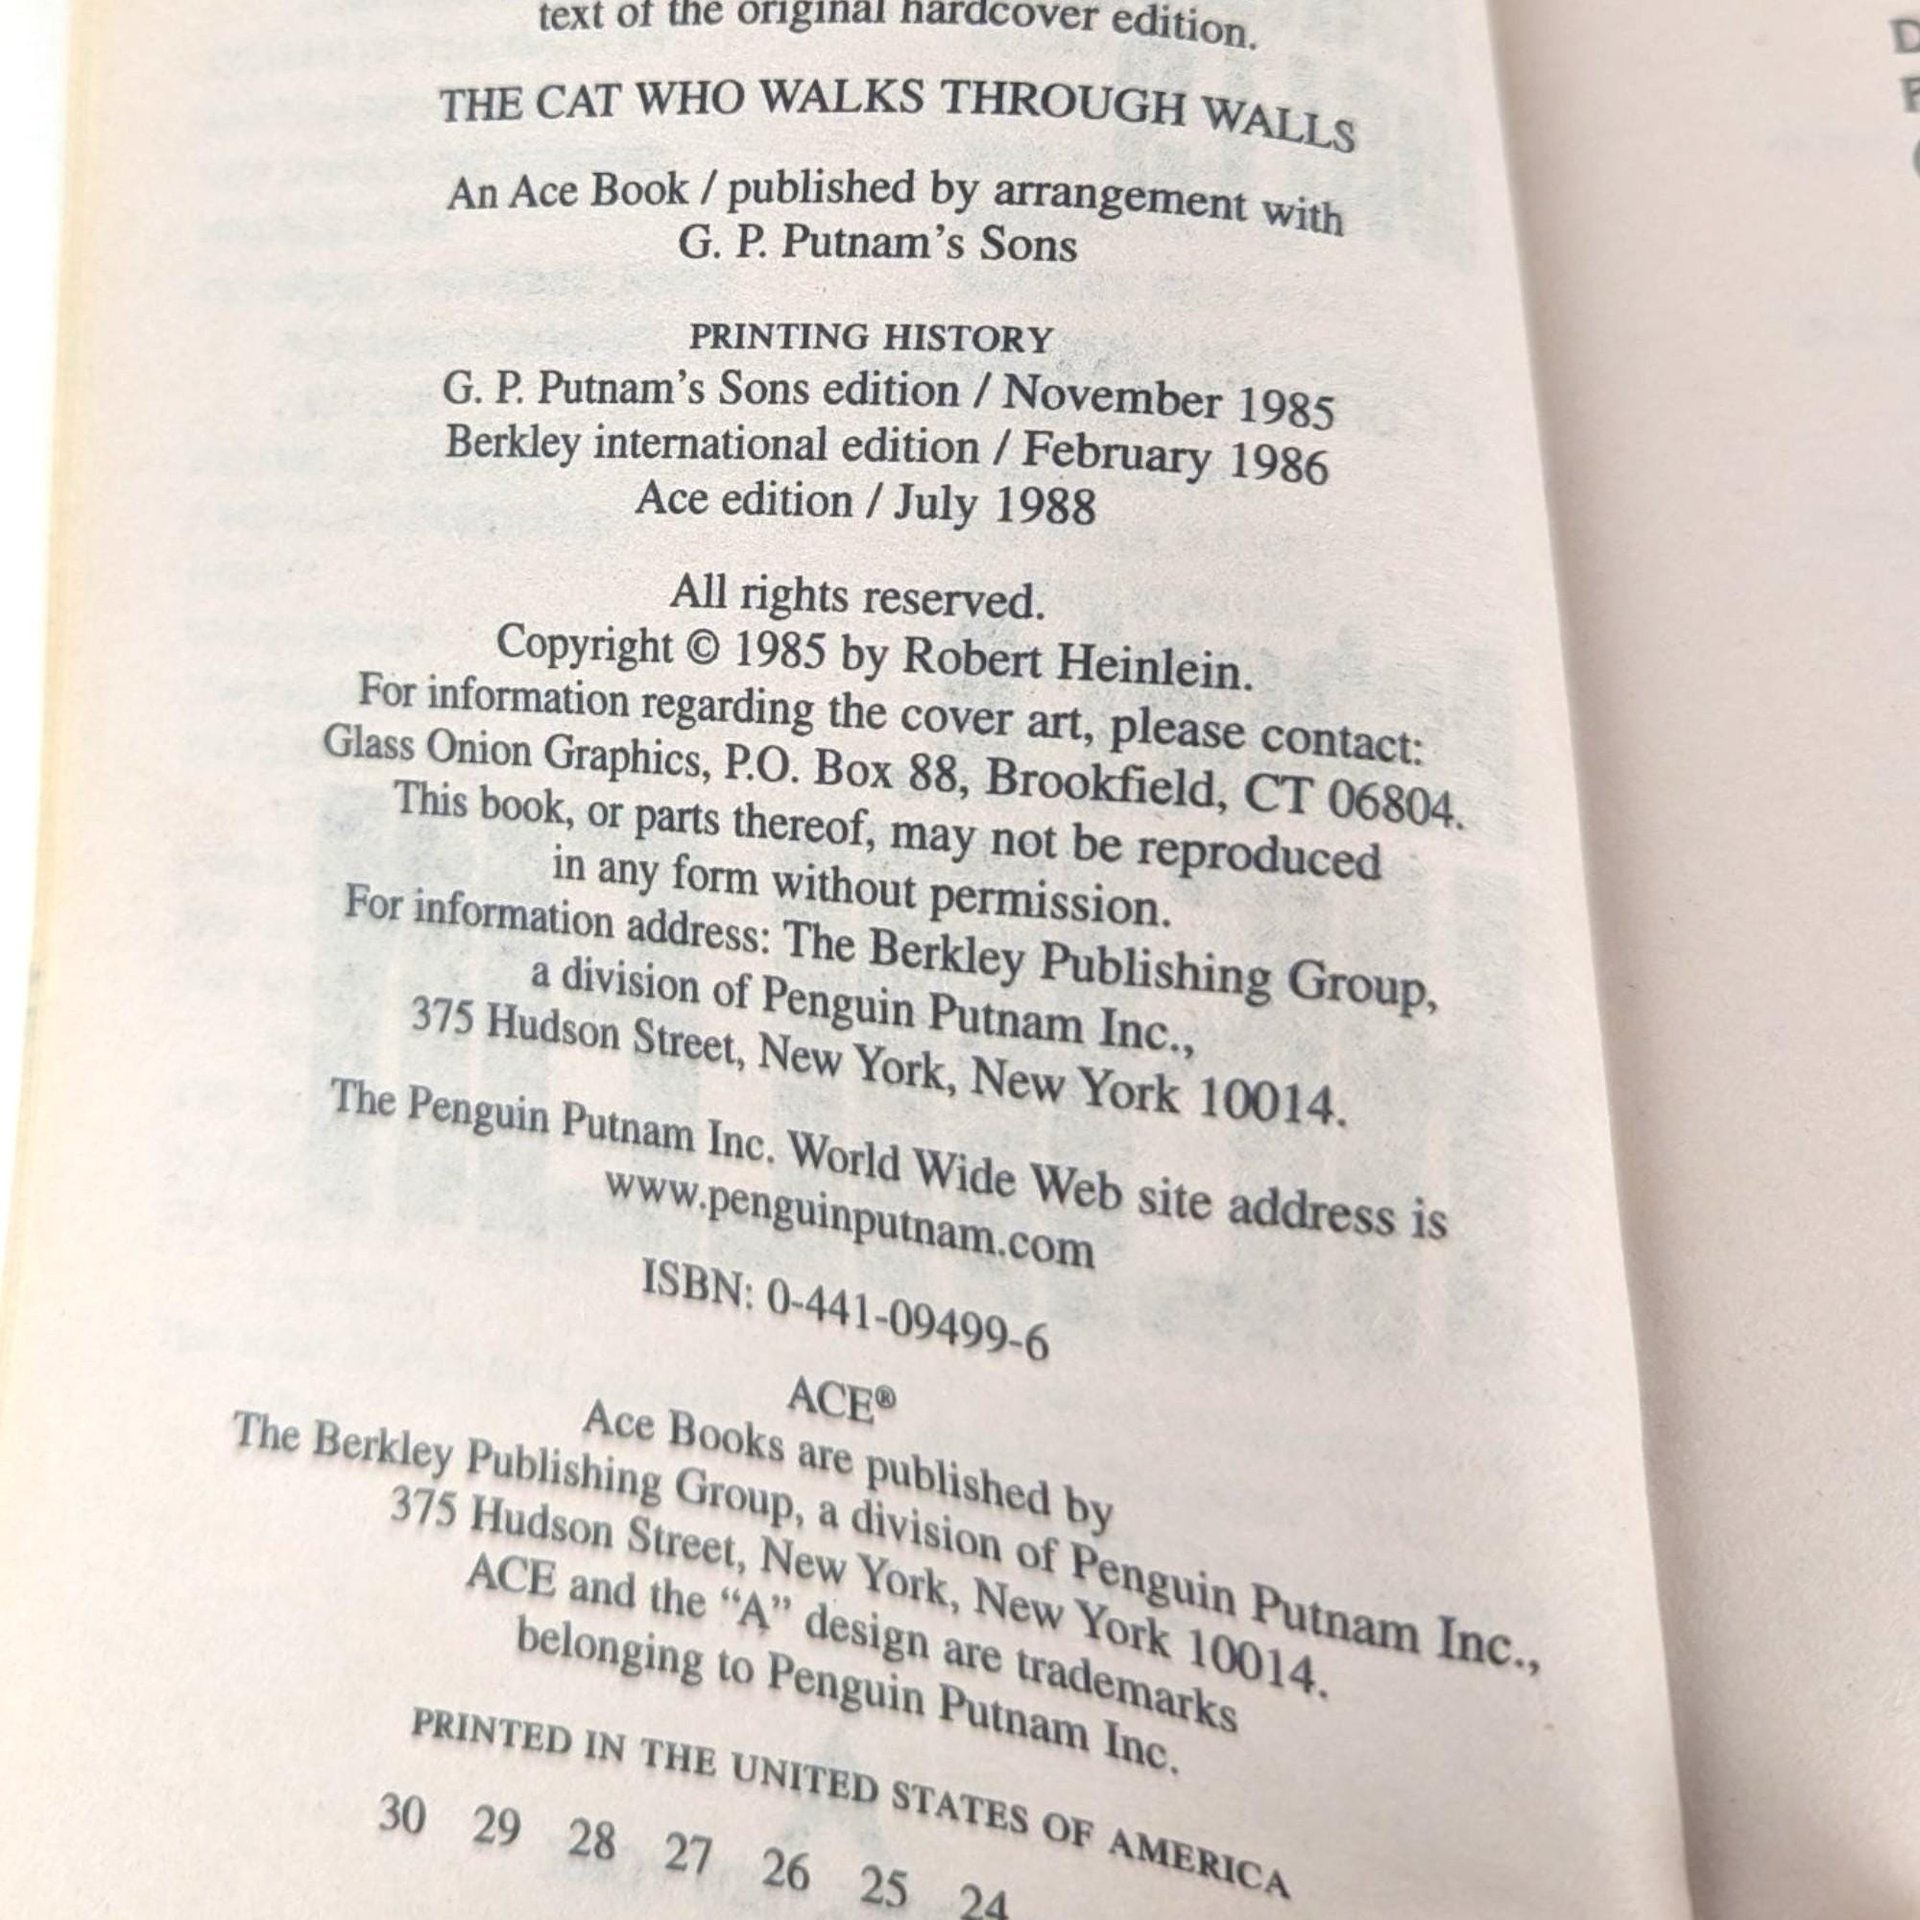 text of the original hardcover edition.
THE CAT WHO WALKS THROUGH WALLS
An Ace Book / published by arrangement with
G. P. Putnam's Sons
PRINTING HISTORY
G. P. Putnam's Sons edition / November 1985
Berkley international edition / February 1986
Ace edition / July 1988
All rights reserved.
Copyright © 1985 by Robert Heinlein.
For information regarding the cover art, please contact:
Glass Onion Graphics, P.O. Box 88, Brookfield, CT 06804.
This book, or parts thereof, may not be reproduced
in any form without permission.
For information address: The Berkley Publishing Group,
a division of Penguin Putnam Inc.,
375 Hudson Street, New York, New York 10014.
The Penguin Putnam Inc. World Wide Web site address is
www.penguinputnam.com
ISBN: 0-441-09499-6
ACE®
Ace Books are published by
The Berkley Publishing Group, a division of Penguin Putnam Inc.,
375 Hudson Street, New York, New York 10014.
ACE and the "A" design are trademarks
belonging to Penguin Putnam Inc.
PRINTED IN THE UNITED STATES OF AMERICA
30 29 28 27 26 25 24